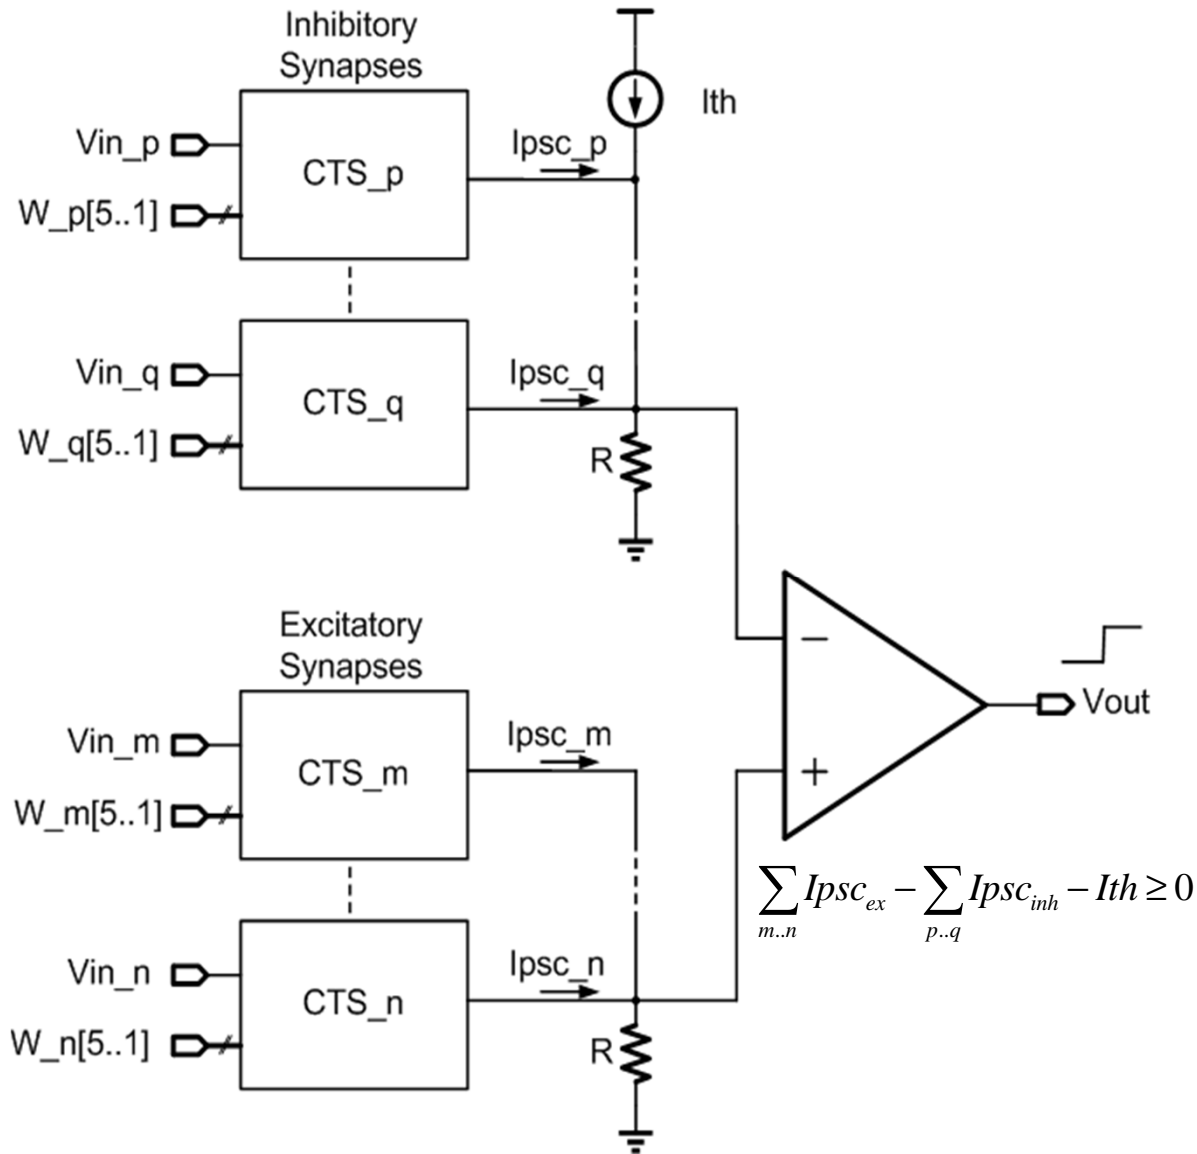 Inhibitory
Synapses
Ith
Vin_p
Ipsc_p
CTS_p
W_p[5..1]
Vin_q
Ipsc_q
CTS_q
W_q[5..1]
R
Excitatory
Synapses
−
Vout
Vin_m
Ipsc_m
CTS_m
+
W_m[5..1]
∑ Ipsc_ex − ∑ Ipsc_inh − Ith ≥ 0
m..n p..q
Vin_n
Ipsc_n
CTS_n
W_n[5..1]
R